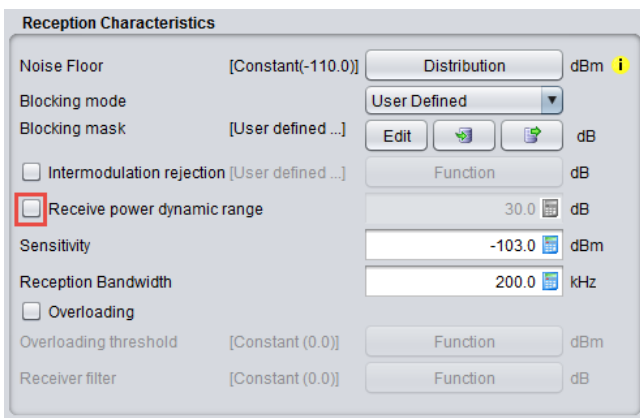 Reception Characteristics
Noise Floor [Constant(-110.0)] Distribution dBm i
Blocking mode User Defined
Blocking mask [User defined ...] Edit dB
Intermodulation rejection [User defined ...] Function dB
Receive power dynamic range 30.0 dB
Sensitivity -103.0 dBm
Reception Bandwidth 200.0 kHz
Overloading
Overloading threshold [Constant (0.0)] Function dBm
Receiver filter [Constant (0.0)] Function dB